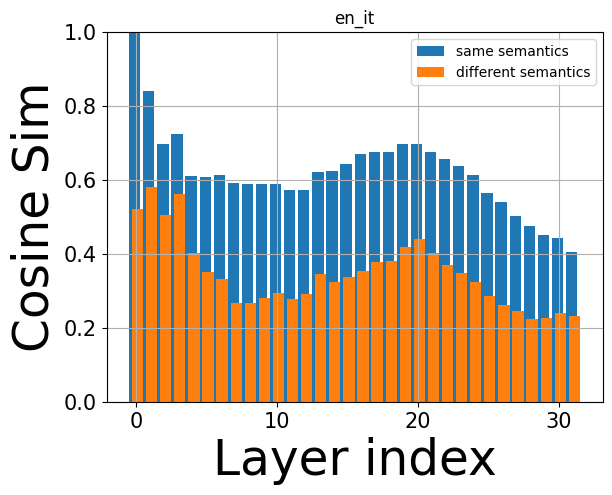 en_it
same semantics
different semantics
Cosine Sim
1.0
0.8
0.6
0.4
0.2
0.0
0 10 20 30
Layer index